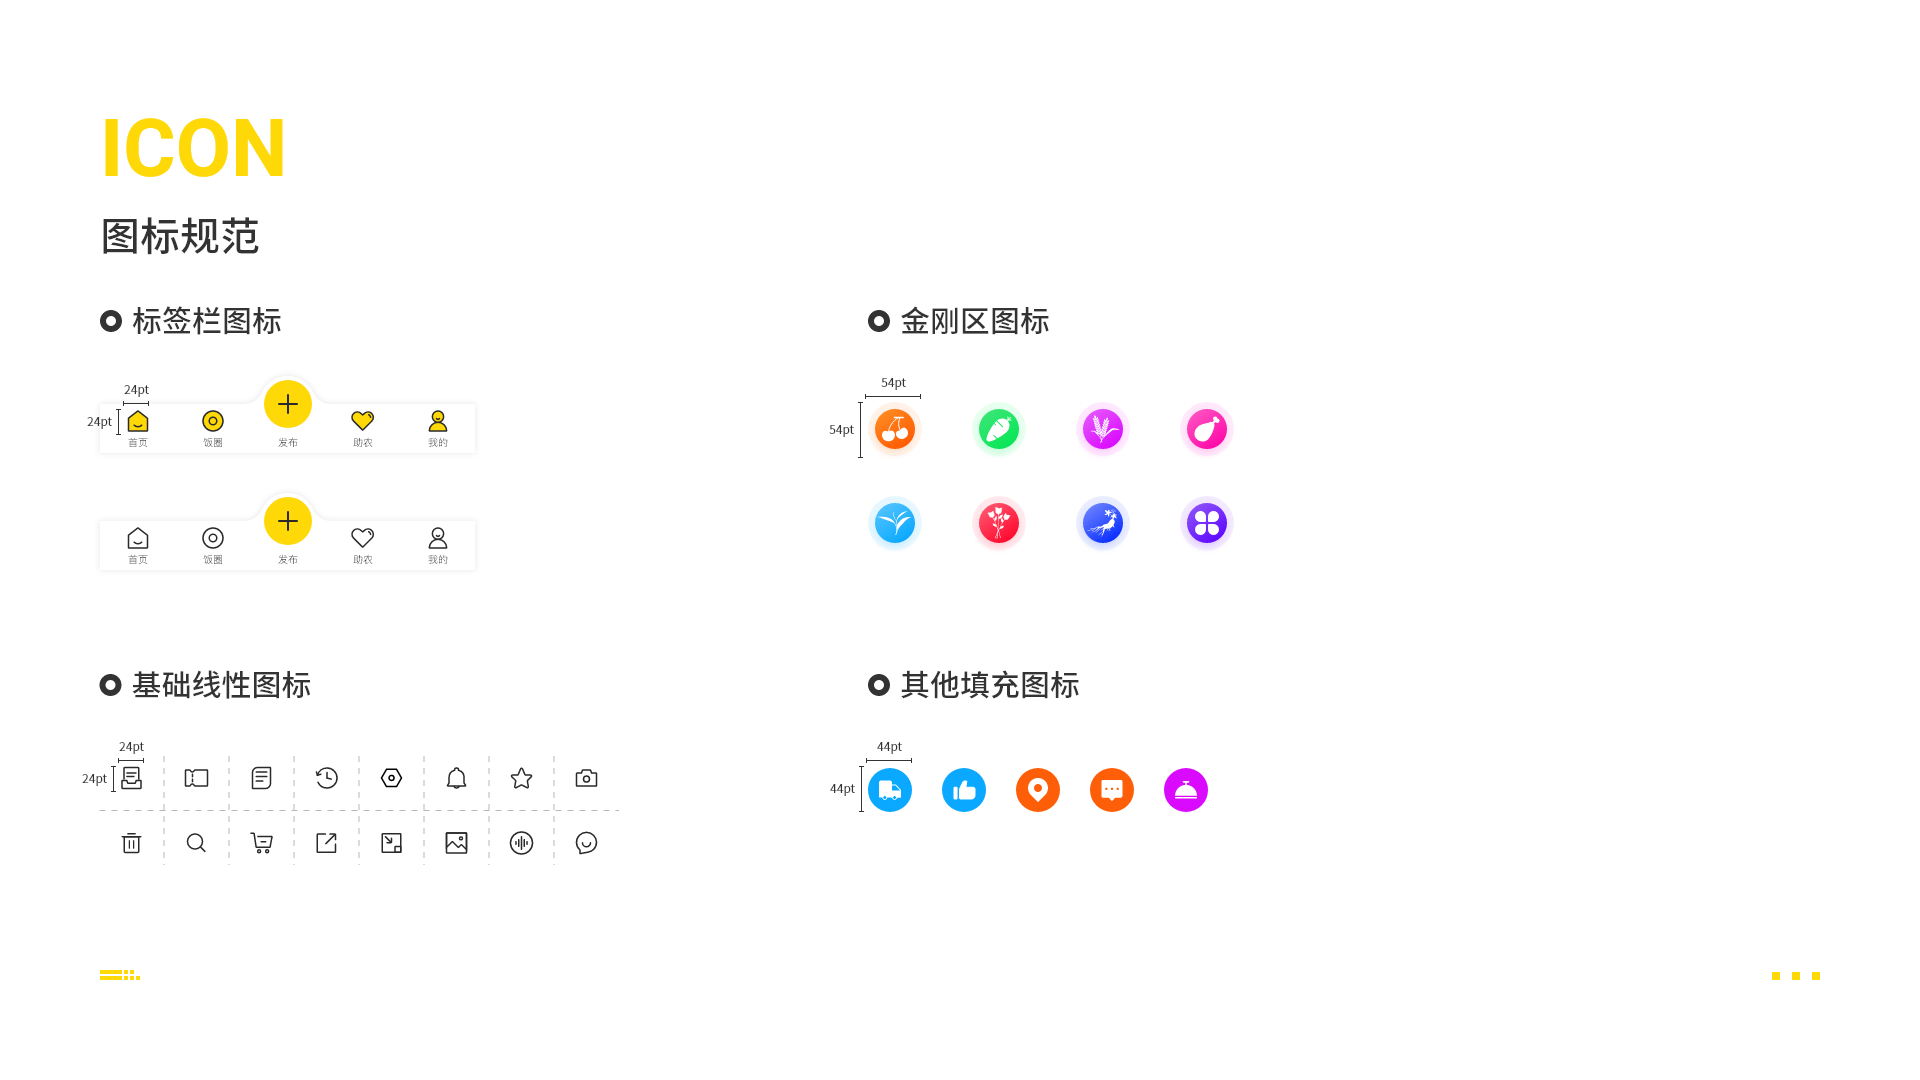 ICON
图标规范
标签栏图标
24pt
24pt
首页 饭圈 发布 助农 我的
首页 饭圈 发布 助农 我的
金刚区图标
54pt
54pt
基础线性图标
24pt
24pt
其他填充图标
44pt
44pt